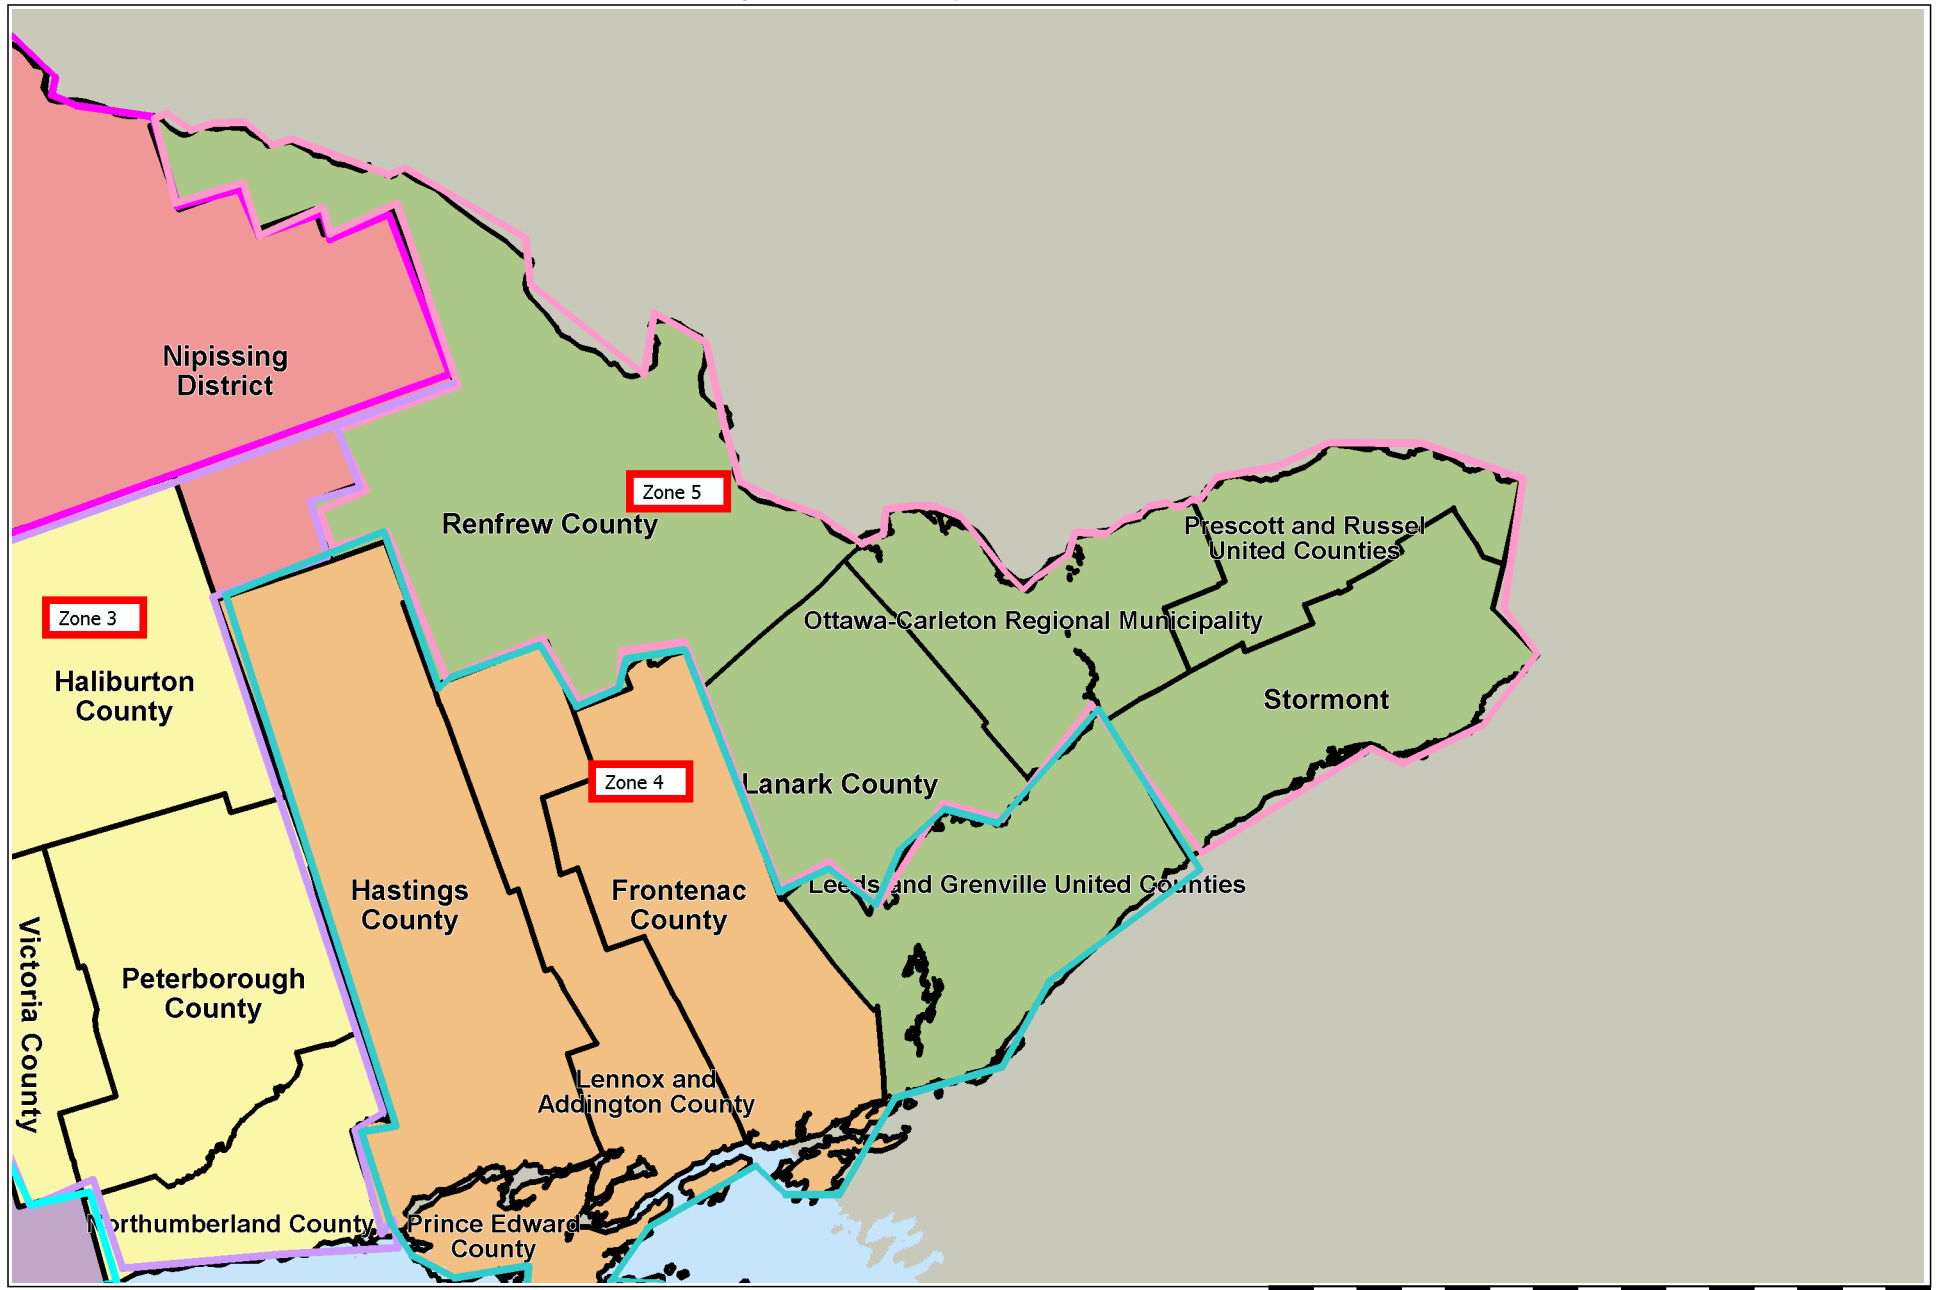 Nipissing
District
Zone 5
Renfrew County
Prescott and Russel
United Counties
Zone 3
Ottawa-Carleton Regional Municipality
Haliburton
County
Stormont
Zone 4
Lanark County
Hastings
County
Frontenac
County
Leeds and Grenville United Counties
Victoria County
Peterborough
County
Lennox and
Addington County
Northumberland County
Prince Edward
County